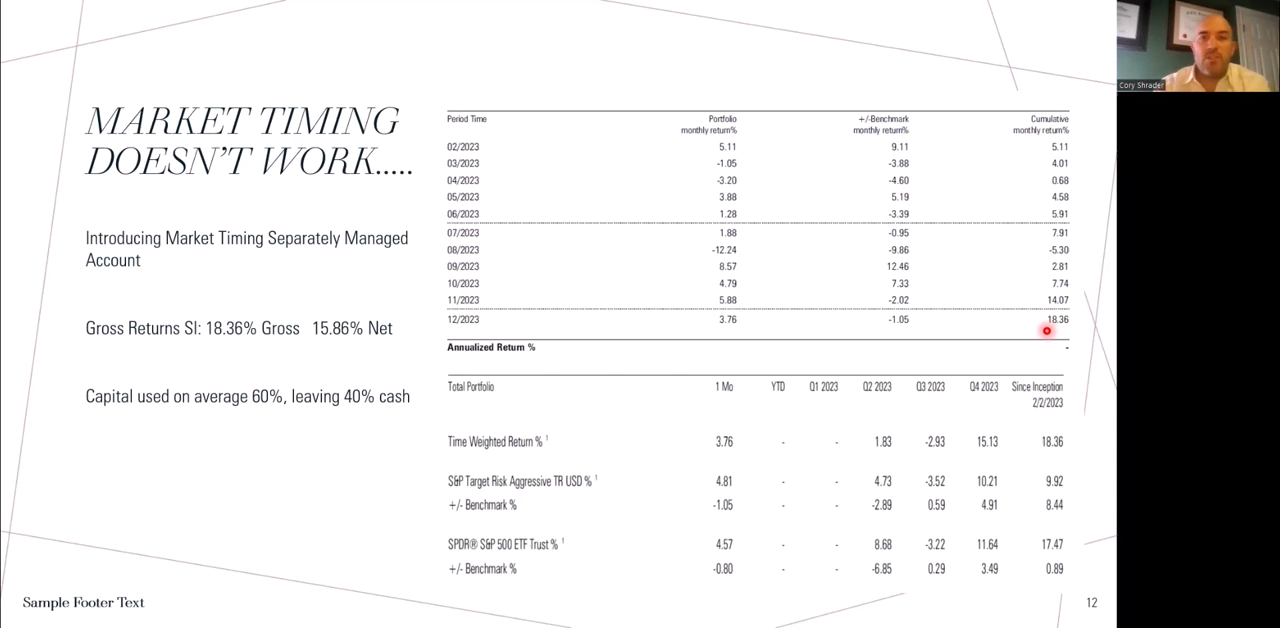 MARKET TIMING
DOESN'T WORK.....
Introducing Market Timing Separately Managed
Account
Gross Returns SI: 18.36% Gross 15.86% Net
Capital used on average 60%, leaving 40% cash
Period Time Portfolio +/-Benchmark Cumulative
monthly return% monthly return% monthly return%
02/2023 5.11 9.11 5.11
03/2023 -1.05 -3.88 4.01
04/2023 -3.20 -4.60 0.68
05/2023 3.88 5.19 4.58
06/2023 1.28 -3.39 5.91
07/2023 1.88 -0.95 7.91
08/2023 -12.24 -9.86 -5.30
09/2023 8.57 12.46 2.81
10/2023 4.79 7.33 7.74
11/2023 5.88 -2.02 14.07
12/2023 3.76 -1.05 18.36
Annualized Return % -
Total Portfolio 1 Mo YTD Q1 2023 Q2 2023 Q3 2023 Q4 2023 Since Inception
2/2/2023
Time Weighted Return % 1 3.76 - - 1.83 -2.93 15.13 18.36
S&P Target Risk Aggressive TR USD % 1 4.81 - - 4.73 -3.52 10.21 9.92
+/- Benchmark % -1.05 - - -2.89 0.59 4.91 8.44
SPDR® S&P 500 ETF Trust % 1 4.57 - - 8.68 -3.22 11.64 17.47
+/- Benchmark % -0.80 - - -6.85 0.29 3.49 0.89
Sample Footer Text
12
Cory Shrader